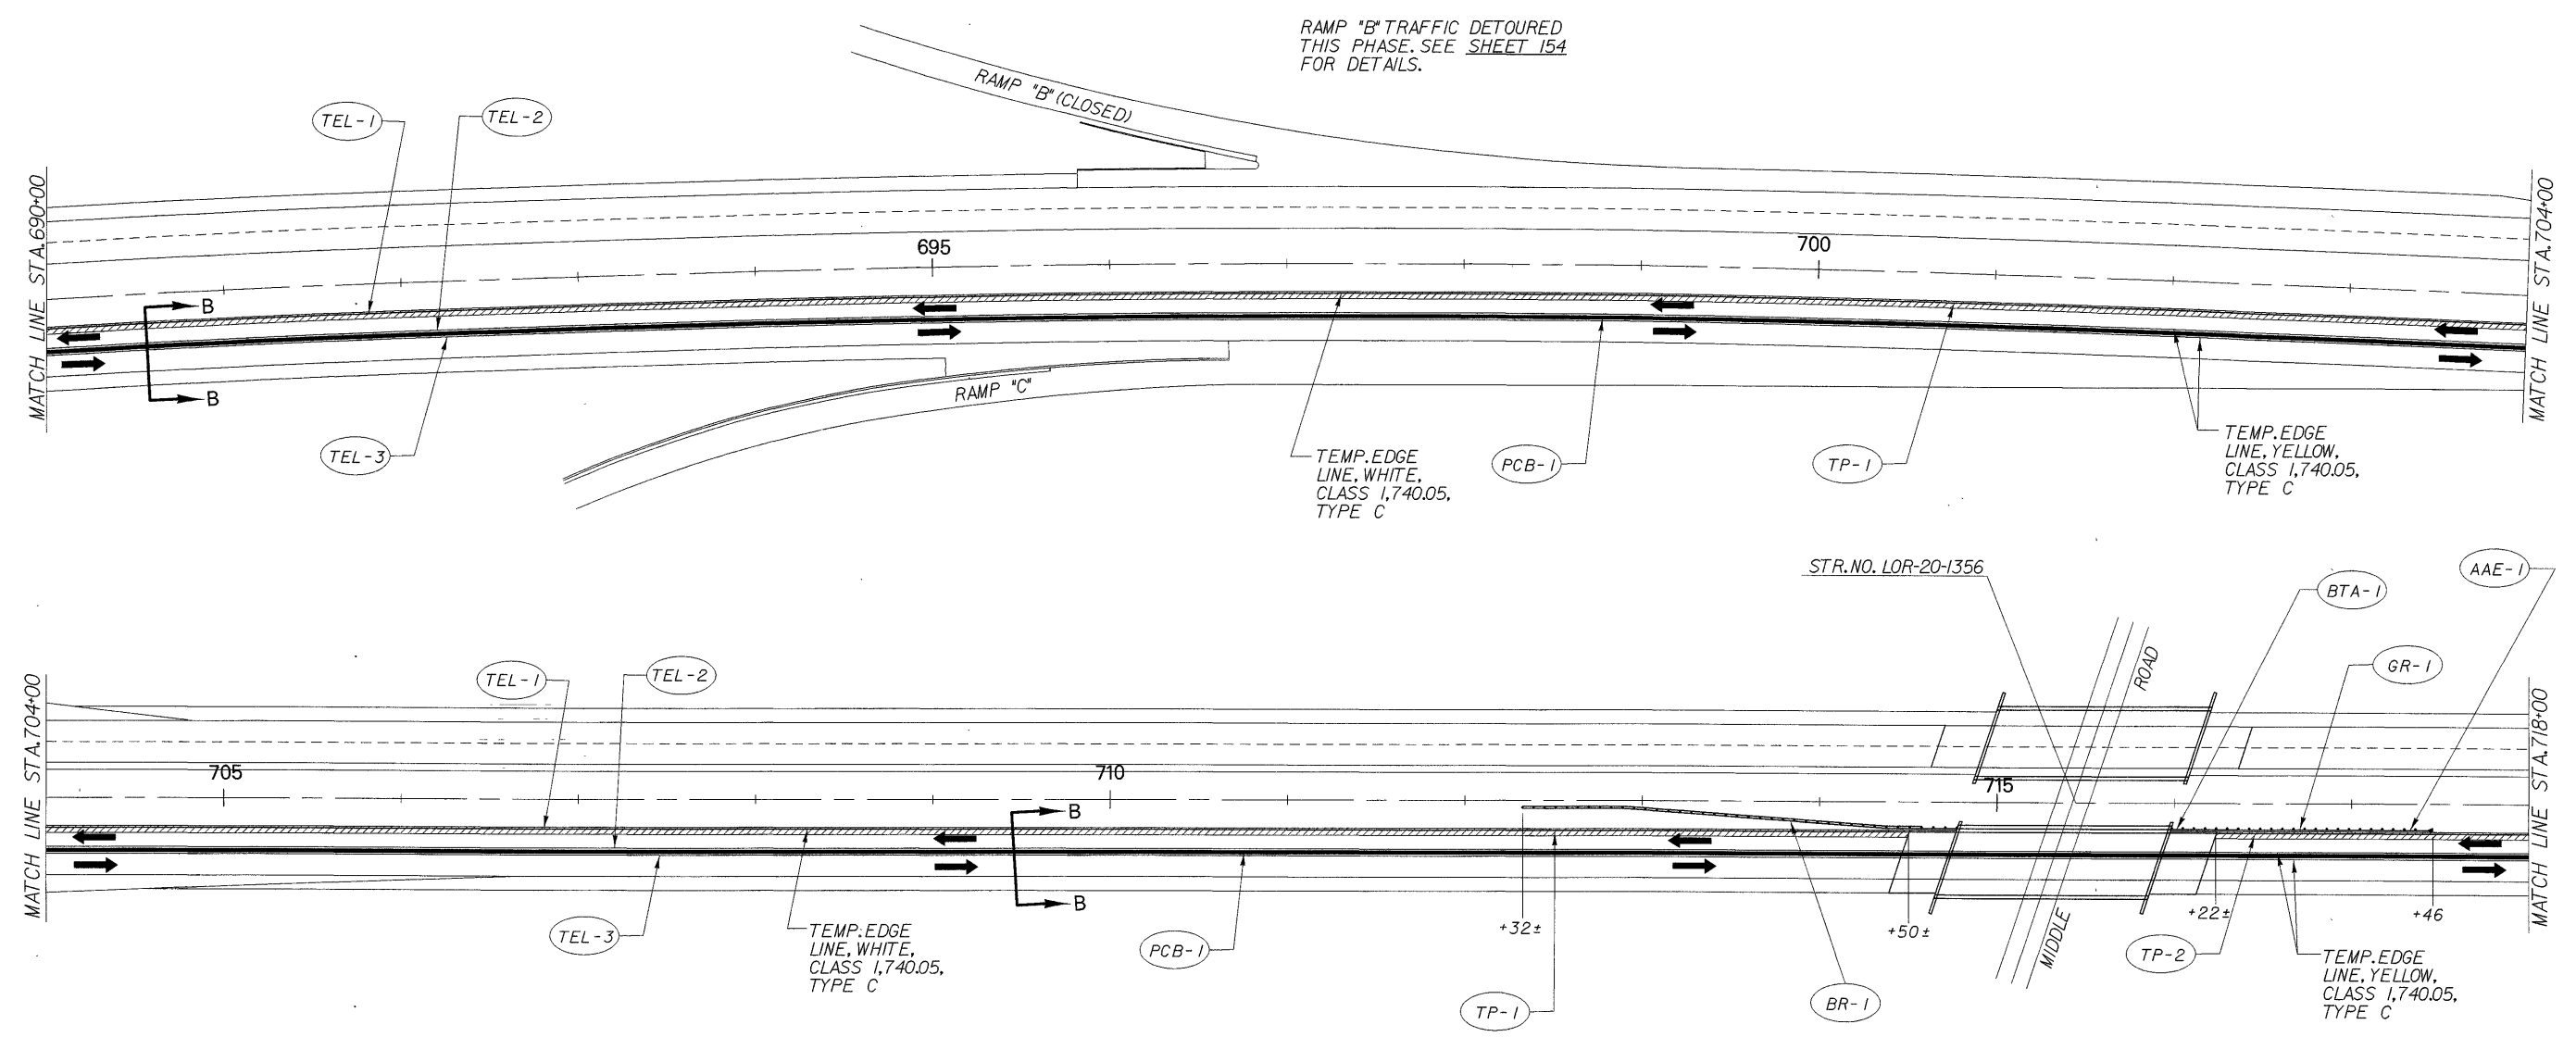 RAMP "B" TRAFFIC DETOURED
THIS PHASE. SEE SHEET 154
FOR DETAILS.
RAMP "B" (CLOSED)
TEL-1
TEL-2
MATCH LINE STA. 690+00
MATCH LINE STA. 704+00
695
700
B
B
RAMP "C"
TEL-3
TEMP. EDGE
LINE, WHITE,
CLASS 1, 740.05,
TYPE C
PCB-1
TP-1
TEMP. EDGE
LINE, YELLOW,
CLASS 1, 740.05,
TYPE C
STR. NO. LOR-20-1356
BTA-1
AAE-1
GR-1
TEL-1
TEL-2
MATCH LINE STA. 704+00
MATCH LINE STA. 718+00
705
710
715
MIDDLE ROAD
B
B
+32±
+50±
+22±
+46
TEL-3
TEMP. EDGE
LINE, WHITE,
CLASS 1, 740.05,
TYPE C
PCB-1
TP-1
BR-1
TP-2
TEMP. EDGE
LINE, YELLOW,
CLASS 1, 740.05,
TYPE C